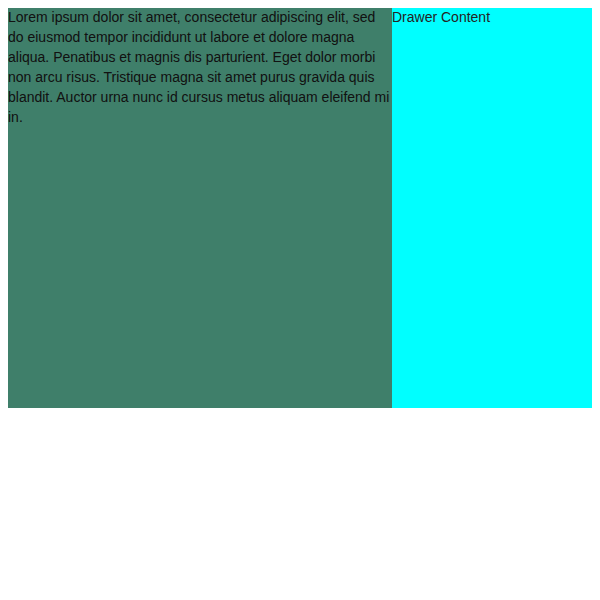 Lorem ipsum dolor sit amet, consectetur adipiscing elit, sed
do eiusmod tempor incididunt ut labore et dolore magna
aliqua. Penatibus et magnis dis parturient. Eget dolor morbi
non arcu risus. Tristique magna sit amet purus gravida quis
blandit. Auctor urna nunc id cursus metus aliquam eleifend mi
in.
Drawer Content